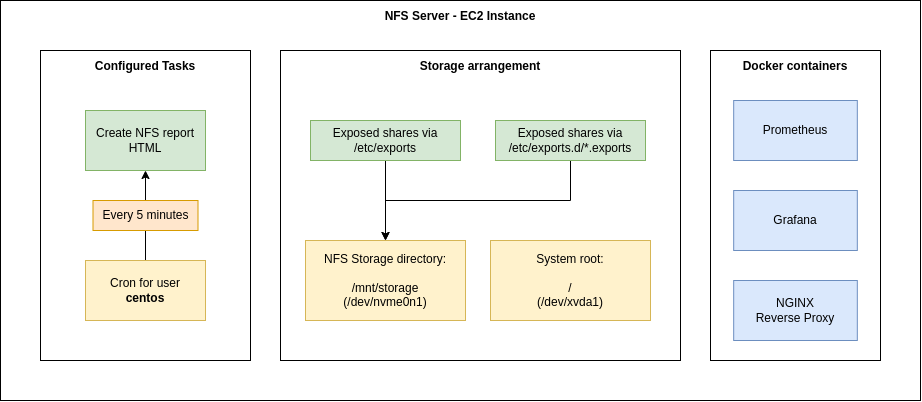 NFS Server - EC2 Instance
Configured Tasks
Create NFS report
HTML
Every 5 minutes
Cron for user
centos
Storage arrangement
Exposed shares via
/etc/exports
Exposed shares via
/etc/exports.d/*.exports
NFS Storage directory:
/mnt/storage
(/dev/nvme0n1)
System root:
/
(/dev/xvda1)
Docker containers
Prometheus
Grafana
NGINX
Reverse Proxy